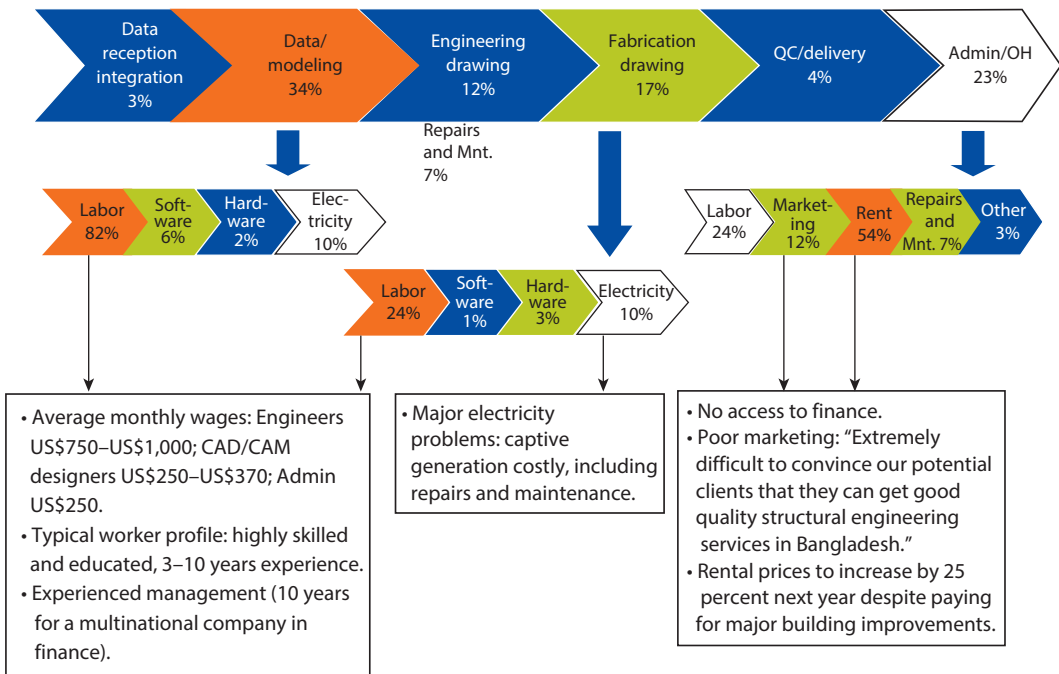 Data
reception
integration
3%
Data/
modeling
34%
Engineering
drawing
12%
Fabrication
drawing
17%
QC/delivery
4%
Admin/OH
23%
Repairs
and Mnt.
7%
Labor
82%
Soft-
ware
6%
Hard-
ware
2%
Elec-
tricity
10%
Labor
24%
Market-
ing
12%
Rent
54%
Repairs
and
Mnt. 7%
Other
3%
Labor
24%
Soft-
ware
1%
Hard-
ware
3%
Electricity
10%
• Average monthly wages: Engineers
US$750–US$1,000; CAD/CAM
designers US$250–US$370; Admin
US$250.
• Typical worker profile: highly skilled
and educated, 3–10 years experience.
• Experienced management (10 years
for a multinational company in
finance).
• Major electricity
problems: captive
generation costly, including
repairs and maintenance.
• No access to finance.
• Poor marketing: “Extremely
difficult to convince our potential
clients that they can get good
quality structural engineering
services in Bangladesh.”
• Rental prices to increase by 25
percent next year despite paying
for major building improvements.